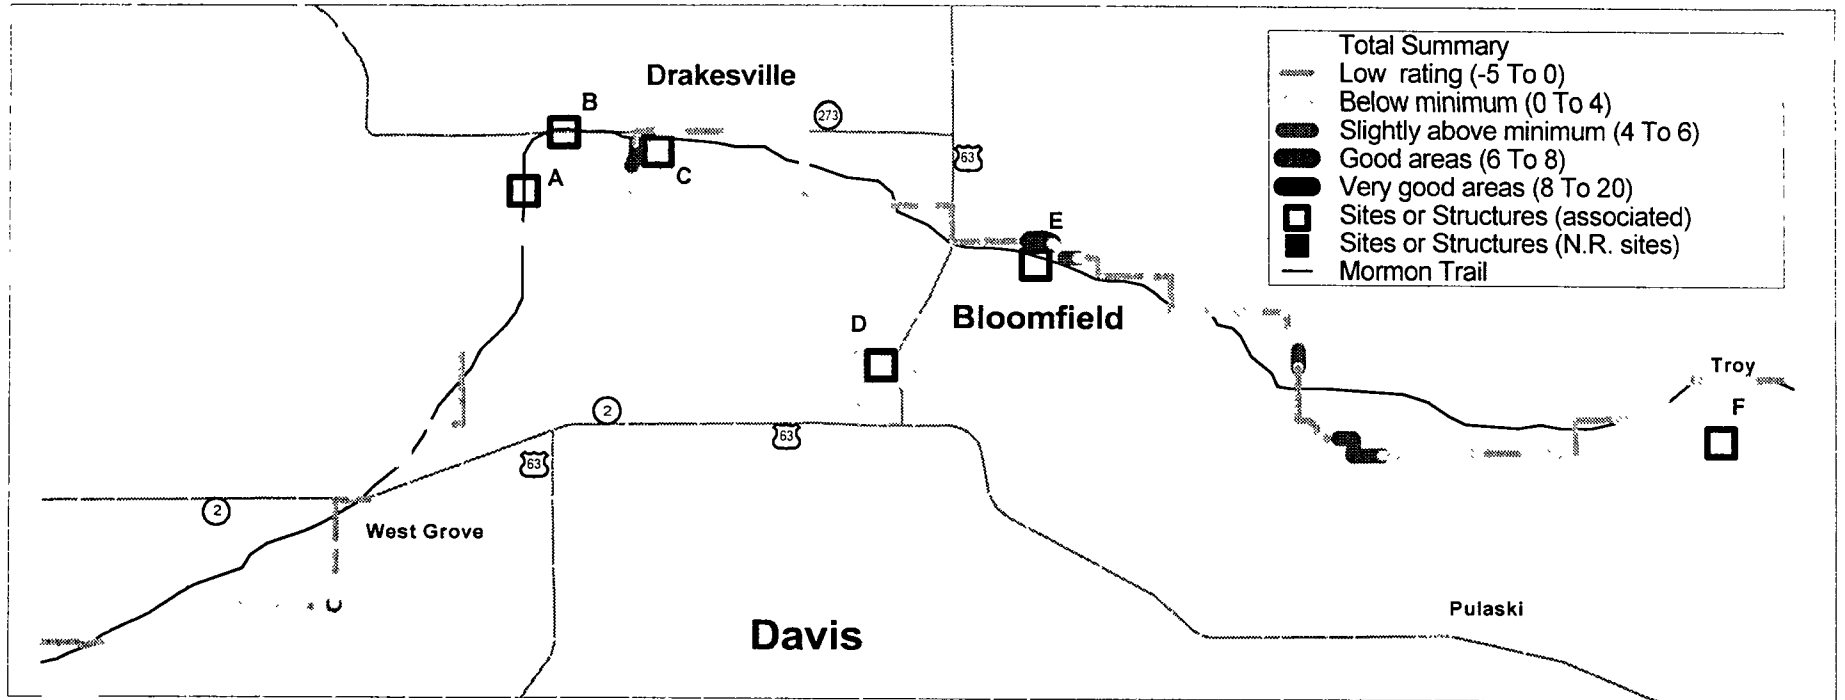 Total Summary
Low rating (-5 To 0)
Below minimum (0 To 4)
Slightly above minimum (4 To 6)
Good areas (6 To 8)
Very good areas (8 To 20)
Sites or Structures (associated)
Sites or Structures (N.R. sites)
Mormon Trail
Drakesville
B
273
63
A
C
E
Bloomfield
D
Troy
2
63
F
63
2
West Grove
Pulaski
Davis